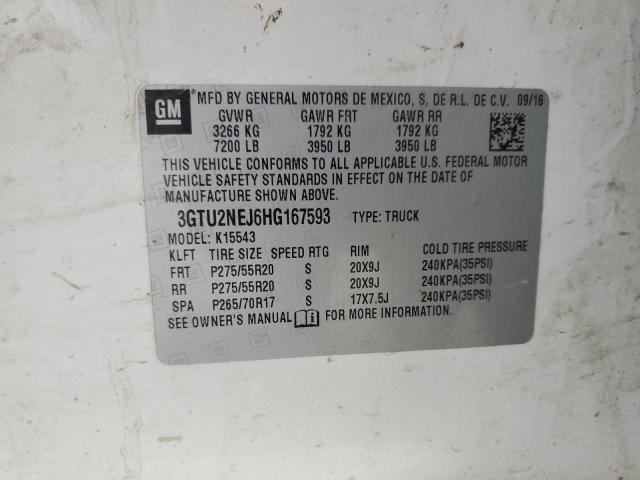 GM
*MFD BY GENERAL MOTORS DE MEXICO, S. DE R.L. DE C.V. 09/16
GVWR GAWR FRT GAWR RR
3266 KG 1792 KG 1792 KG
7200 LB 3950 LB 3950 LB
THIS VEHICLE CONFORMS TO ALL APPLICABLE U.S. FEDERAL MOTOR
VEHICLE SAFETY STANDARDS IN EFFECT ON THE DATE OF
MANUFACTURE SHOWN ABOVE.
3GTU2NEJ6HG167593 TYPE: TRUCK
MODEL: K15543
KLFT TIRE SIZE SPEED RTG RIM COLD TIRE PRESSURE
FRT P275/55R20 S 20X9J 240KPA(35PSI)
RR P275/55R20 S 20X9J 240KPA(35PSI)
SPA P265/70R17 S 17X7.5J 240KPA(35PSI)
SEE OWNER'S MANUAL i FOR MORE INFORMATION.